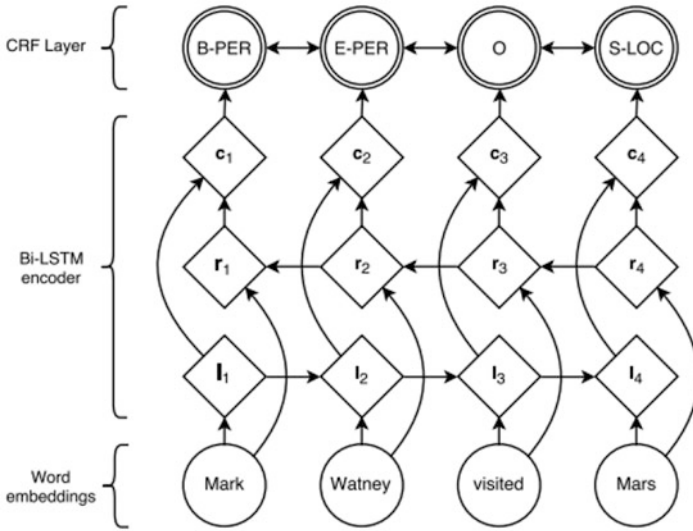 CRF Layer
B-PER
E-PER
O
S-LOC
c1
c2
c3
c4
Bi-LSTM
encoder
r1
r2
r3
r4
l1
l2
l3
l4
Word
embeddings
Mark
Watney
visited
Mars